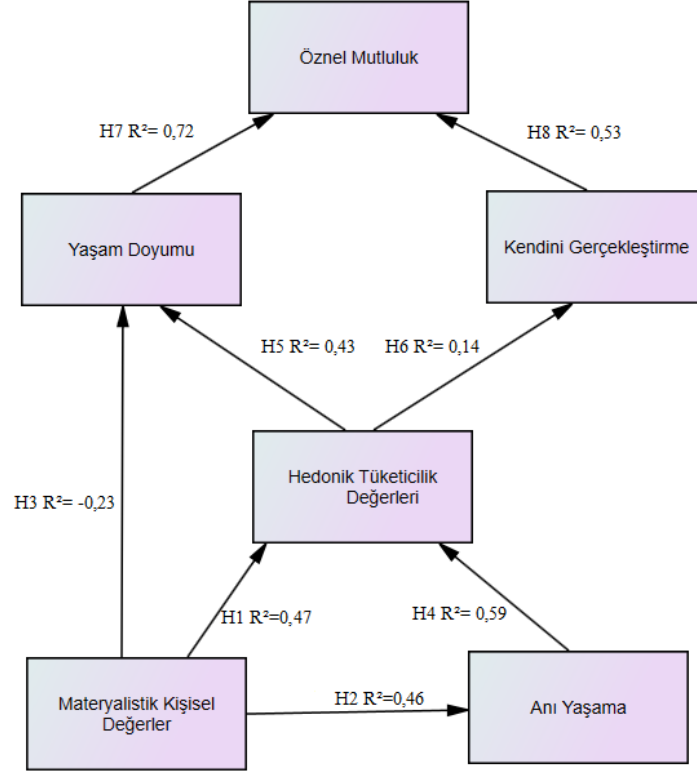 Öznel Mutluluk
H7 R²= 0,72
H8 R²= 0,53
Yaşam Doyumu
Kendini Gerçekleştirme
H5 R²= 0,43
H6 R²= 0,14
Hedonik Tüketicilik
Değerleri
H3 R²= -0,23
H1 R²=0,47
H4 R²= 0,59
Materyalistik Kişisel
Değerler
H2 R²=0,46
Anı Yaşama